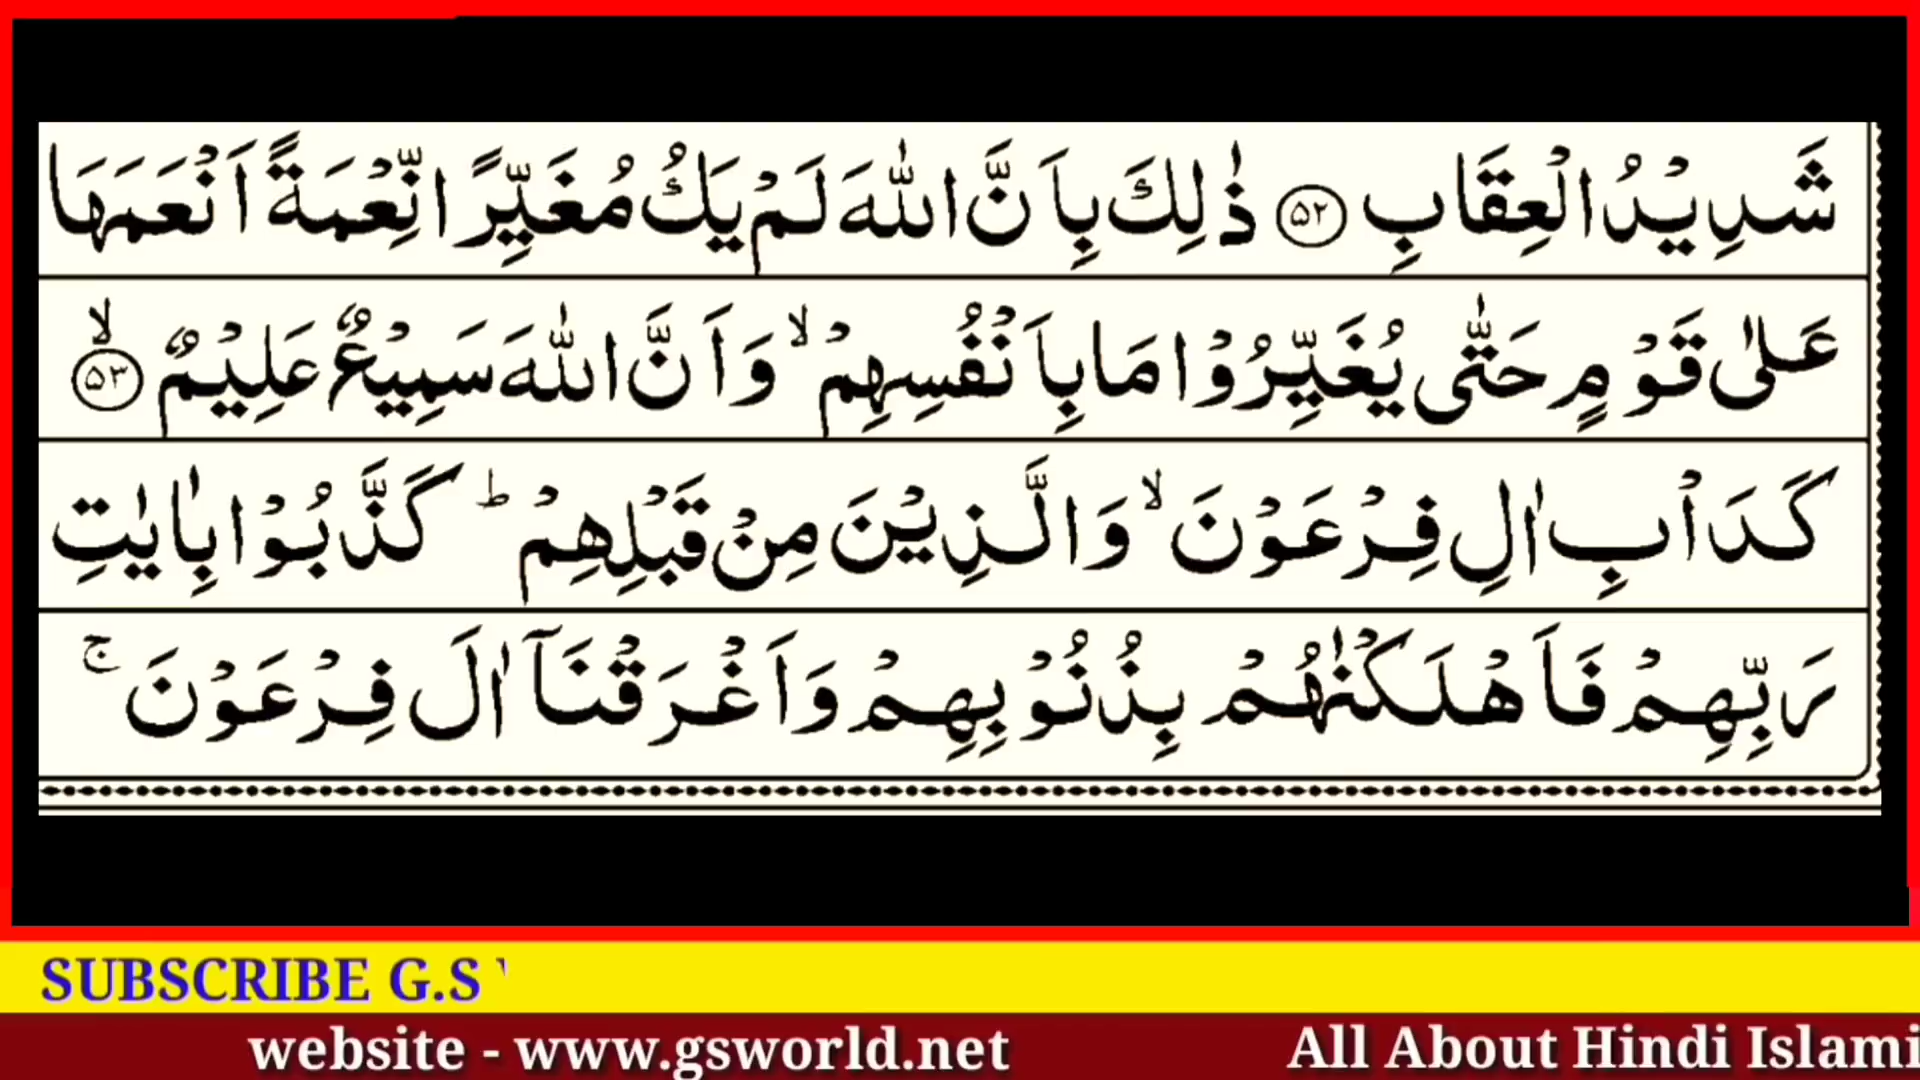 شَدِيۡدُ الۡعِقَابِ ﴿۵۲﴾ ذٰ لِكَ بِاَنَّ اللّٰهَ لَمۡ يَكُ مُغَيِّرًا نِّعۡمَةً اَنۡعَمَهَا
عَلٰى قَوۡمٍ حَتّٰى يُغَيِّرُوۡا مَا بِاَنۡفُسِهِمۡ‌ۙ وَاَنَّ اللّٰهَ سَمِيۡعٌ عَلِيۡمٌۙ ﴿۵۳﴾
كَدَاۡبِ اٰلِ فِرۡعَوۡنَ‌ۙ وَالَّذِيۡنَ مِنۡ قَبۡلِهِمۡ‌ؕ كَذَّبُوۡا بِاٰيٰتِ
رَبِّهِمۡ فَاَهۡلَكۡنٰهُمۡ بِذُنُوۡبِهِمۡ وَاَغۡرَقۡنَاۤ اٰلَ فِرۡعَوۡنَ‌ۚ
SUBSCRIBE G.S
website - www.gsworld.net All About Hindi Islami